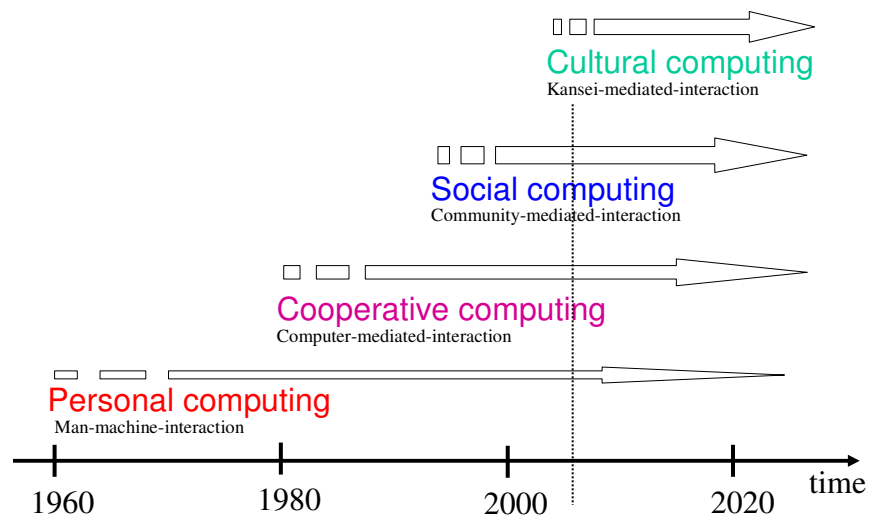 Cultural computing
Kansei-mediated-interaction
Social computing
Community-mediated-interaction
Cooperative computing
Computer-mediated-interaction
Personal computing
Man-machine-interaction
time
1960
1980
2000
2020